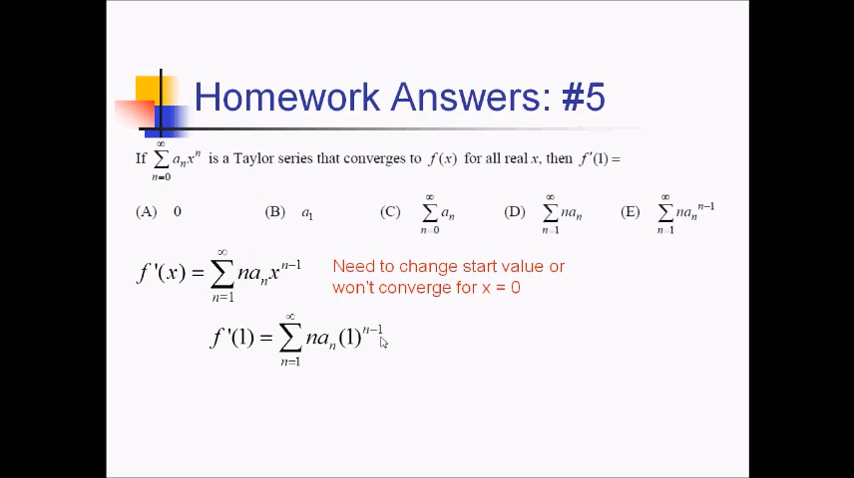 Homework Answers: #5
If ∑_{n=0}^{∞} a_n x^n is a Taylor series that converges to f(x) for all real x, then f'(1) =
(A) 0 (B) a_1 (C) ∑_{n=0}^{∞} a_n (D) ∑_{n=1}^{∞} na_n (E) ∑_{n=1}^{∞} na_n^{n-1}
f'(x) = ∑_{n=1}^{∞} na_n x^{n-1}
Need to change start value or
won't converge for x = 0
f'(1) = ∑_{n=1}^{∞} na_n (1)^{n-1}